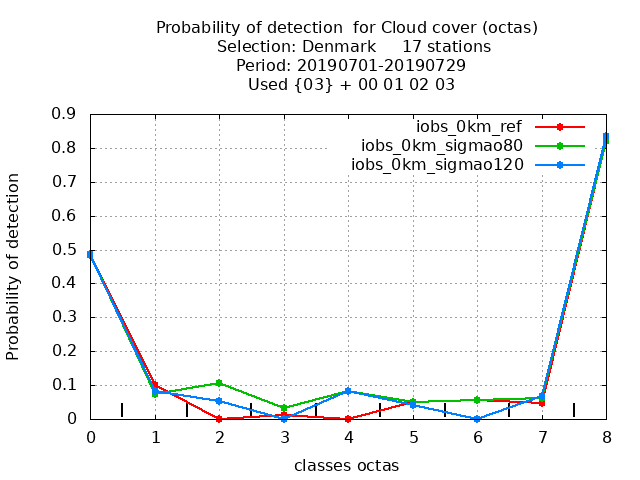 Probability of detection  for Cloud cover (octas)
Selection: Denmark     17 stations
Period: 20190701-20190729
Used {03} + 00 01 02 03
iobs_0km_ref
iobs_0km_sigmao80
iobs_0km_sigmao120
Probability of detection
0.9
0.8
0.7
0.6
0.5
0.4
0.3
0.2
0.1
0
0 1 2 3 4 5 6 7 8
classes octas